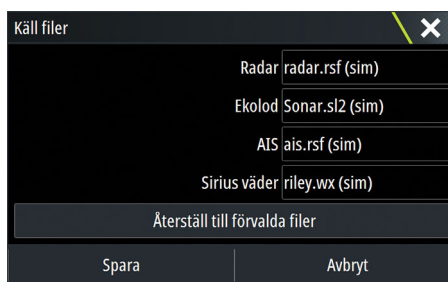 Käll filer
Radar radar.rsf (sim)
Ekolod Sonar.sl2 (sim)
AIS ais.rsf (sim)
Sirius väder riley.wx (sim)
Återställ till förvalda filer
Spara Avbryt